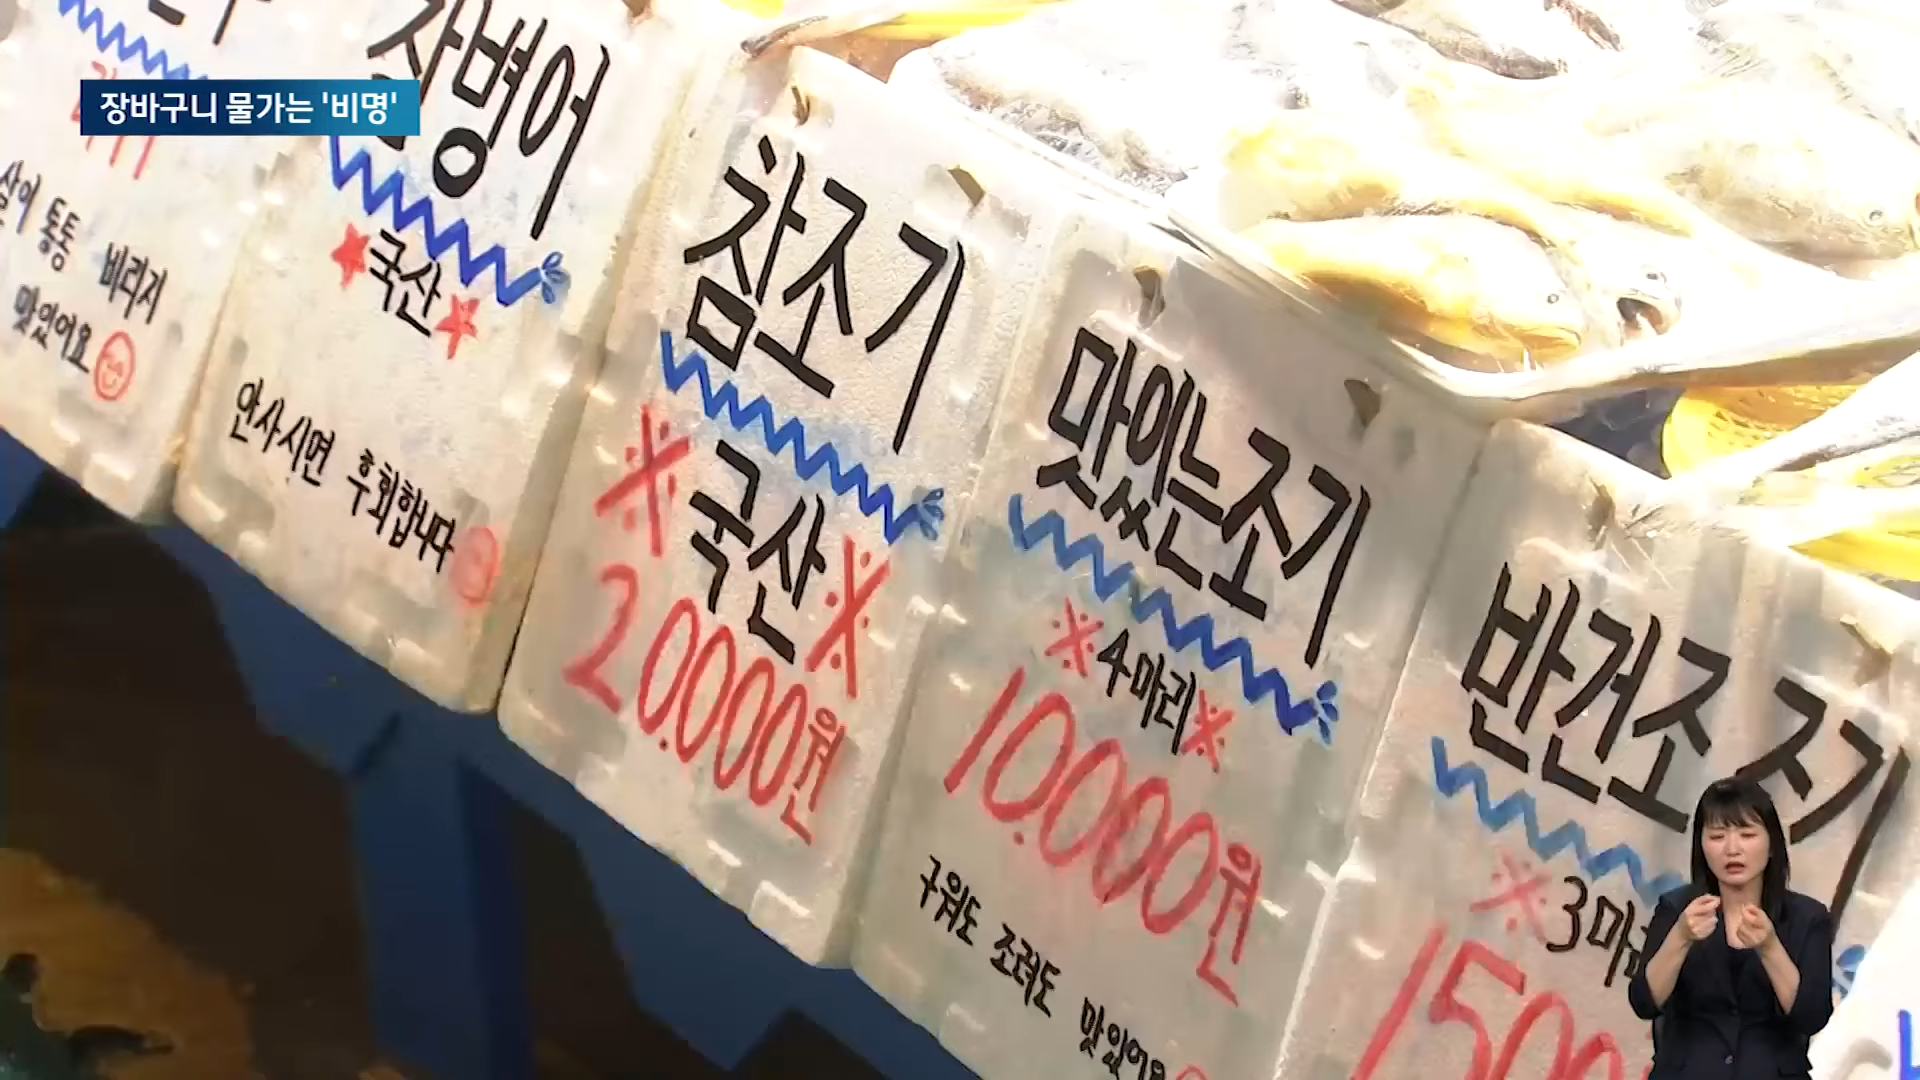 장바구니 물가는 '비명'
살이 통통 비리지
맛있어요
참병어
국산
안사시면 후회합니다
참조기
※국산※
20.000원
맛있는조기
※4마리※
10.000원
구워도 조려도 맛있어요
반건조 조기
※3마리